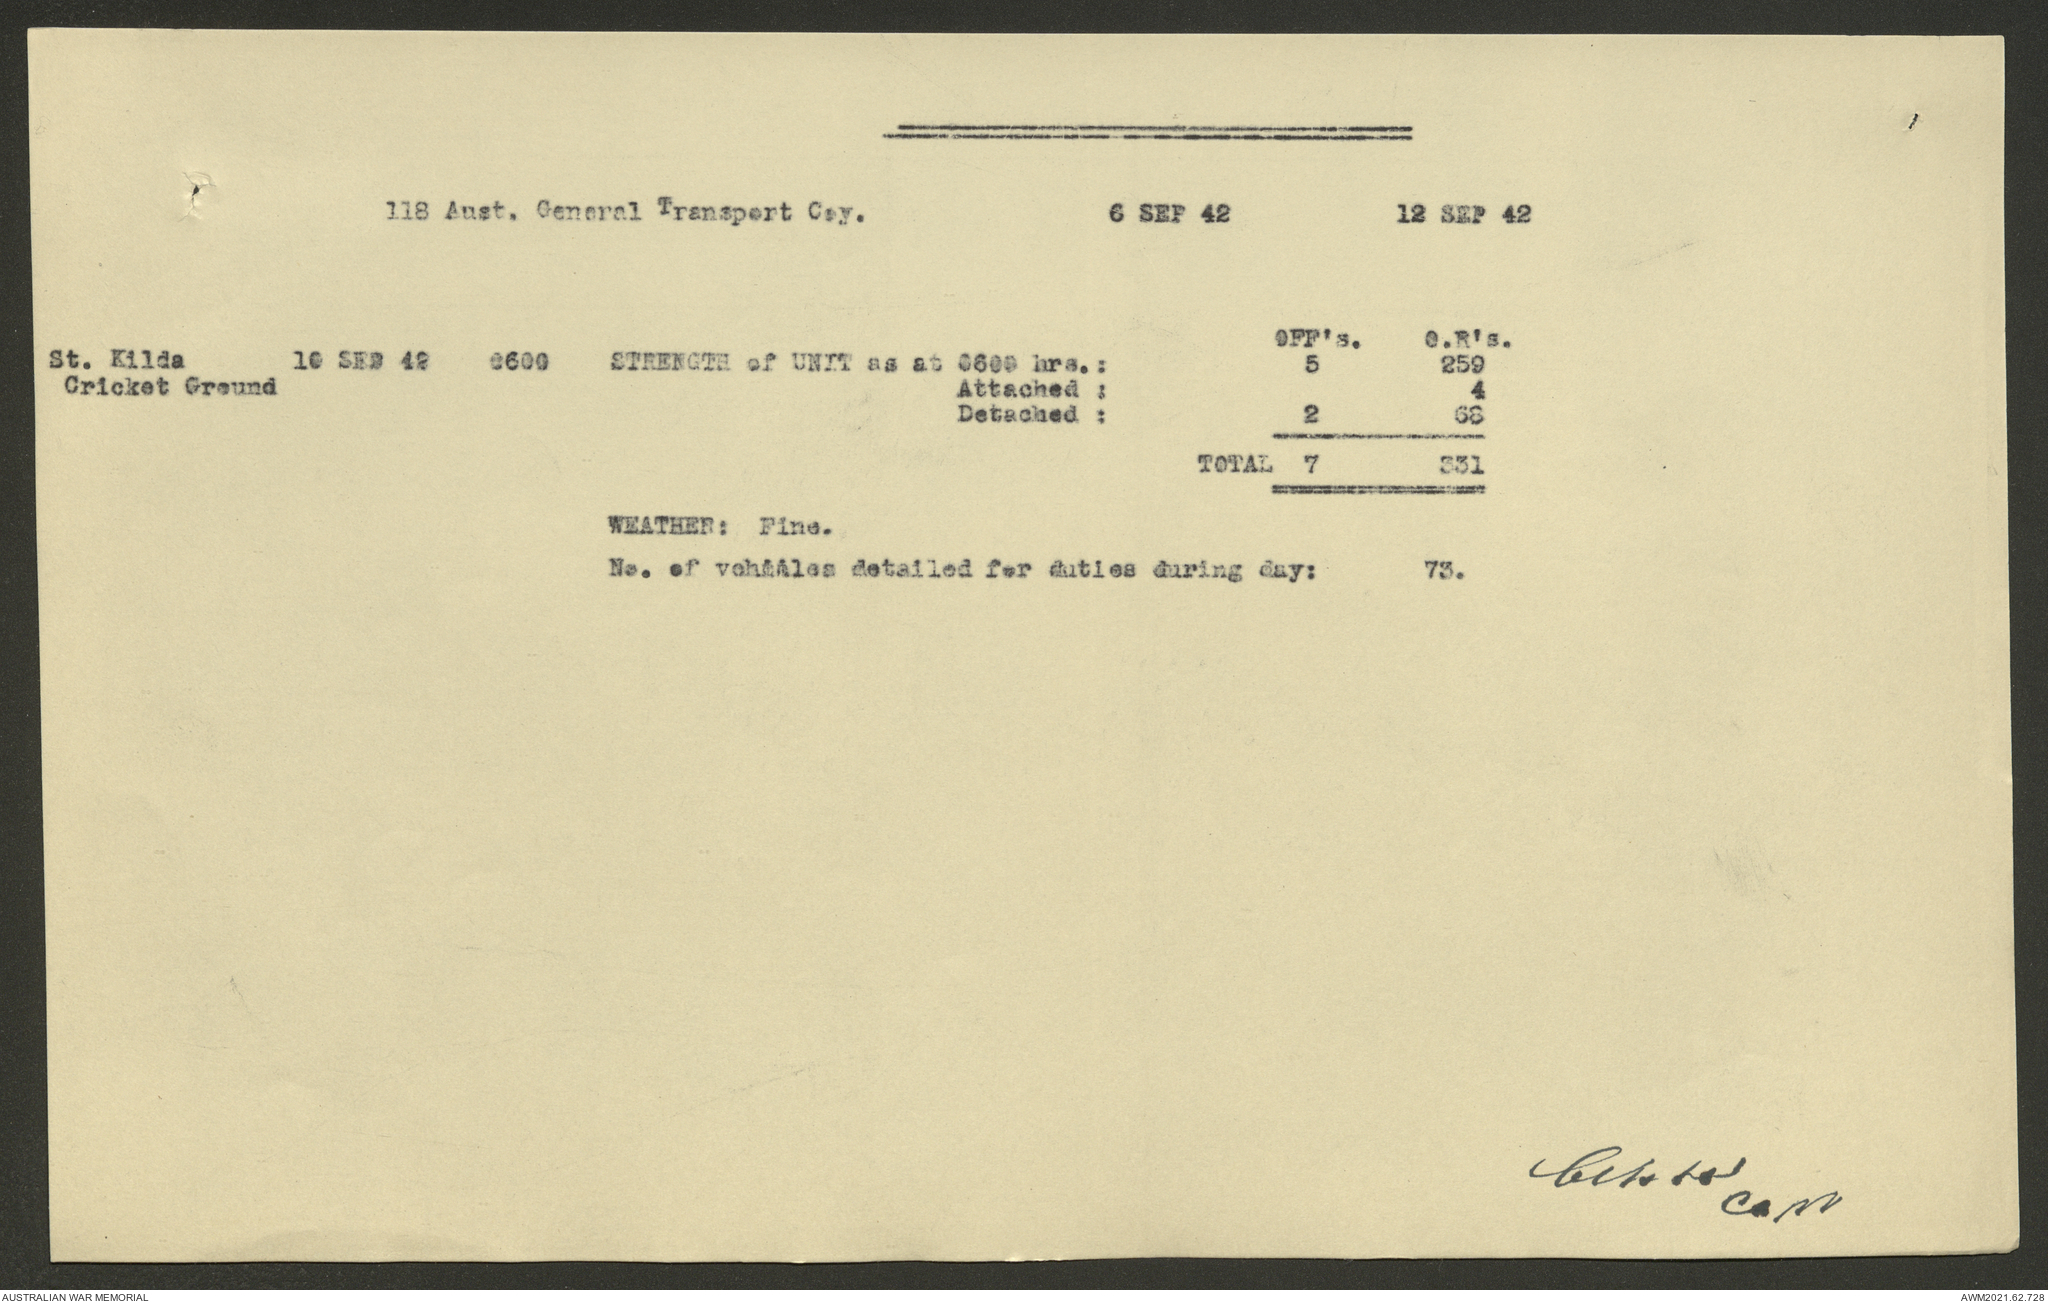 118 Aust. General Transport Coy. 6 SEP 42 12 SEP 42
OFF's. O.R's.
St. Kilda 10 SEP 42 0600 STRENGTH of UNIT as at 0600 hrs.: 5 259
Cricket Ground Attached : 4
Detached : 2 68
TOTAL 7 331
WEATHER: Fine.
No. of vehiiles detailed for duties during day: 73.
AUSTRALIAN WAR MEMORIAL
AWM2021.62.728